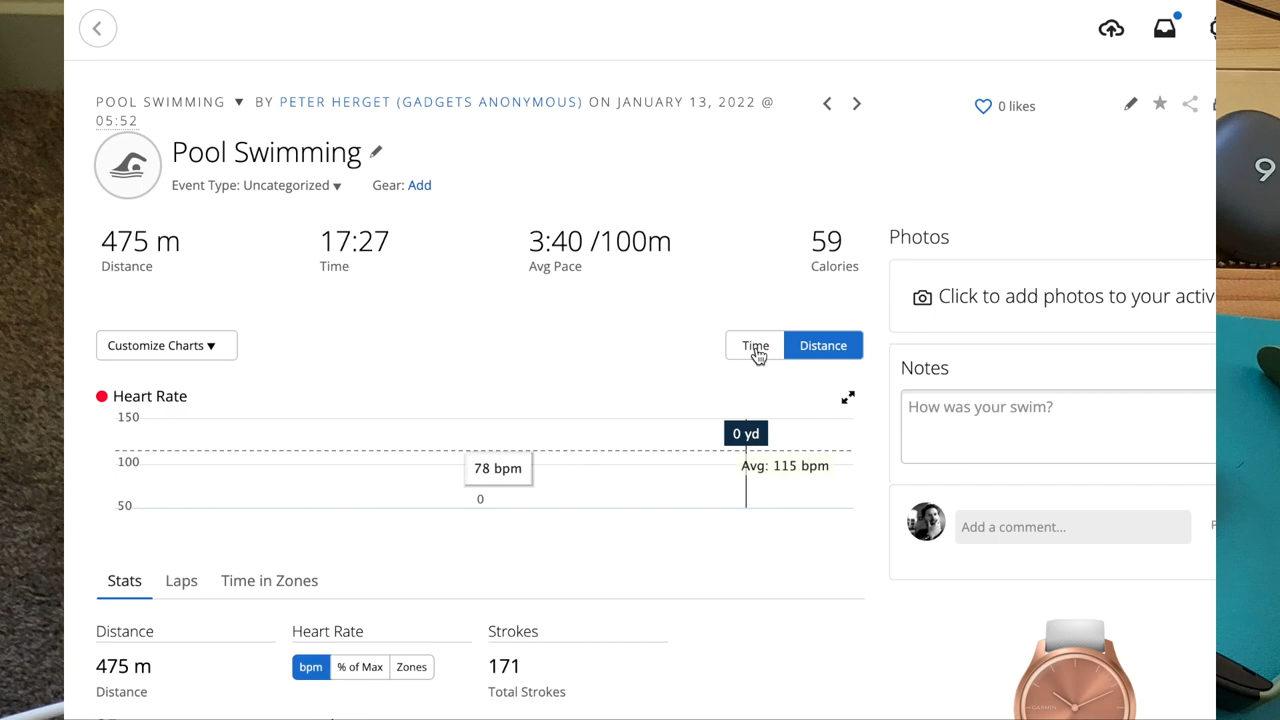 POOL SWIMMING ▼ BY PETER HERGET (GADGETS ANONYMOUS) ON JANUARY 13, 2022 @
05:52
0 likes
Pool Swimming
Event Type: Uncategorized ▼ Gear: Add
475 m 17:27 3:40 /100m 59
Distance Time Avg Pace Calories
Photos
Click to add photos to your activ
Customize Charts ▼ Time Distance
Notes
How was your swim?
Heart Rate
150
0 yd
100
78 bpm
Avg: 115 bpm
0
50
Add a comment...
Stats Laps Time in Zones
Distance Heart Rate Strokes
475 m bpm % of Max Zones 171
Distance Total Strokes
GARMIN
9